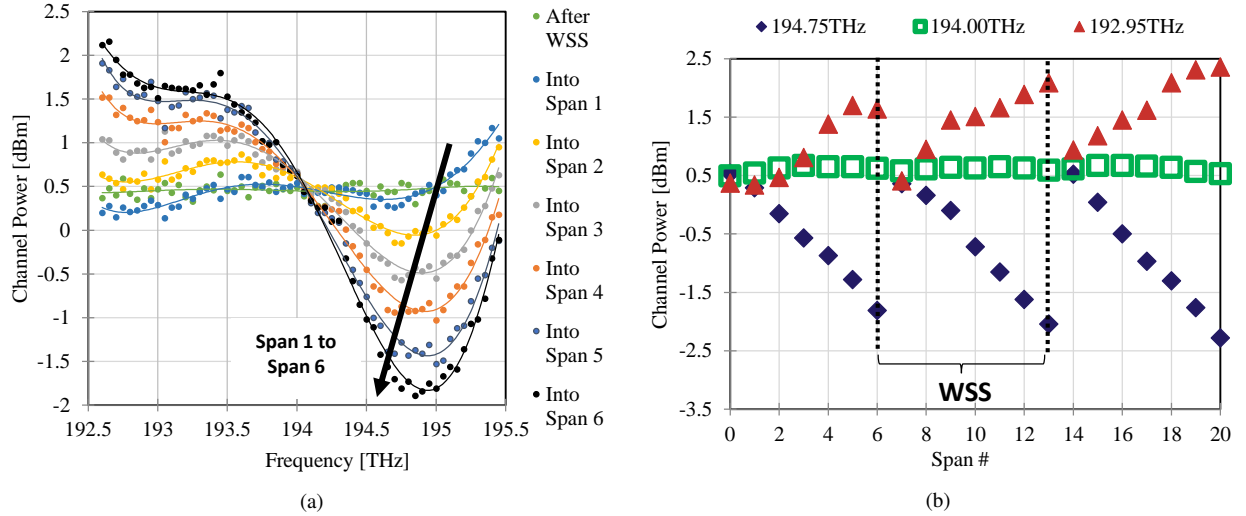 2.5
2
1.5
1
0.5
0
-0.5
-1
-1.5
-2
Channel Power [dBm]
192.5 193 193.5 194 194.5 195 195.5
Frequency [THz]
Span 1 to
Span 6
After
WSS
Into
Span 1
Into
Span 2
Into
Span 3
Into
Span 4
Into
Span 5
Into
Span 6
(a)
194.75THz 194.00THz 192.95THz
2.5
1.5
0.5
-0.5
-1.5
-2.5
-3.5
Channel Power [dBm]
WSS
0 2 4 6 8 10 12 14 16 18 20
Span #
(b)